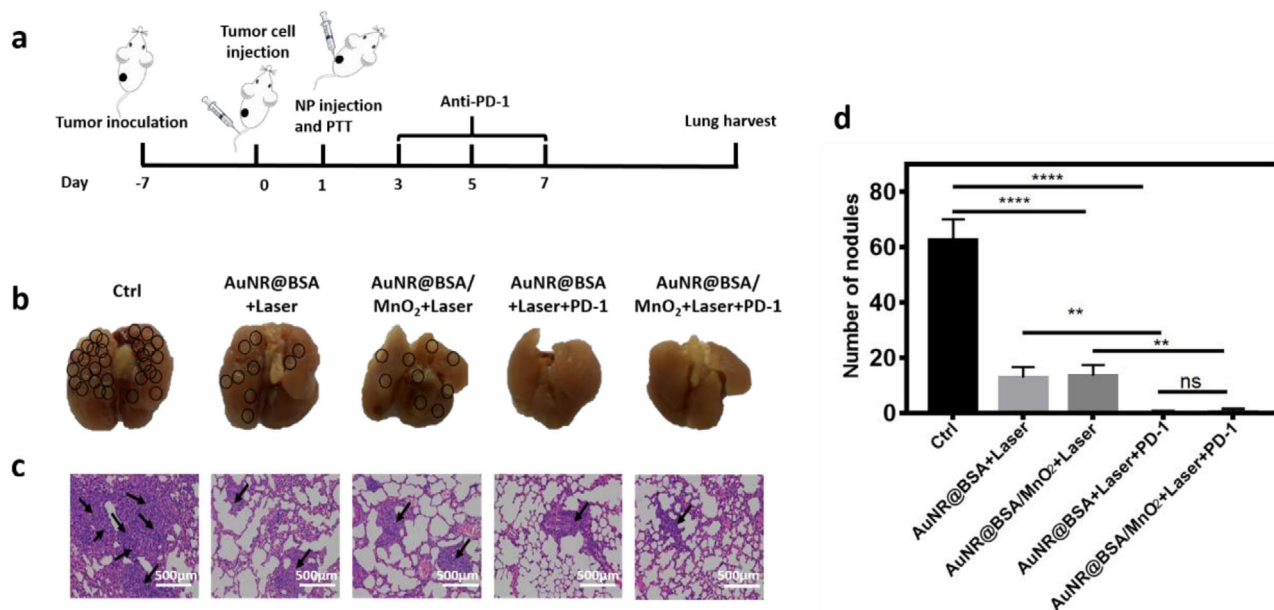 a
Tumor cell
injection
Tumor inoculation
NP injection
and PTT
Anti-PD-1
Lung harvest
Day
-7
0
1
3
5
7
b
Ctrl
AuNR@BSA
+Laser
AuNR@BSA/
MnO₂+Laser
AuNR@BSA
+Laser+PD-1
AuNR@BSA/
MnO₂+Laser+PD-1
c
500μm
500μm
500μm
500μm
500μm
d
Number of nodules
80
60
40
20
0
****
****
**
**
ns
Ctrl
AuNR@BSA+Laser
AuNR@BSA/MnO₂+Laser
AuNR@BSA+Laser+PD-1
AuNR@BSA/MnO₂+Laser+PD-1